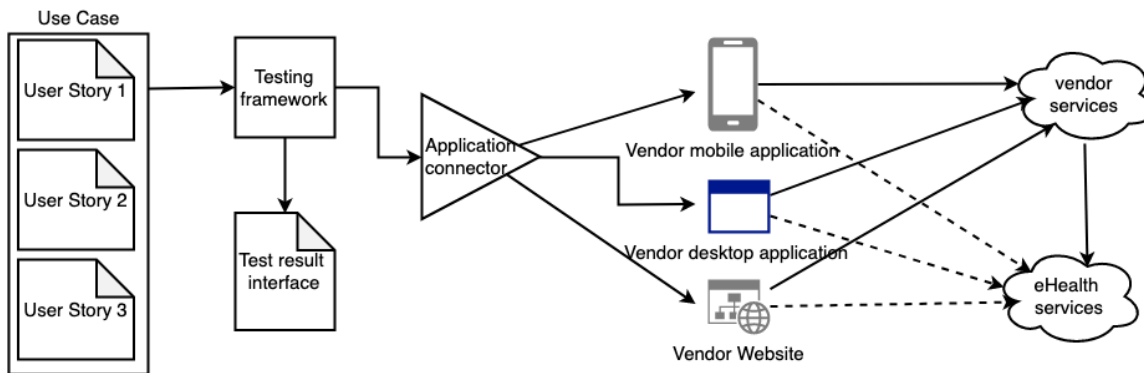 Use Case
User Story 1
User Story 2
User Story 3
Testing
framework
Test result
interface
Application
connector
Vendor mobile application
Vendor desktop application
Vendor Website
vendor
services
eHealth
services